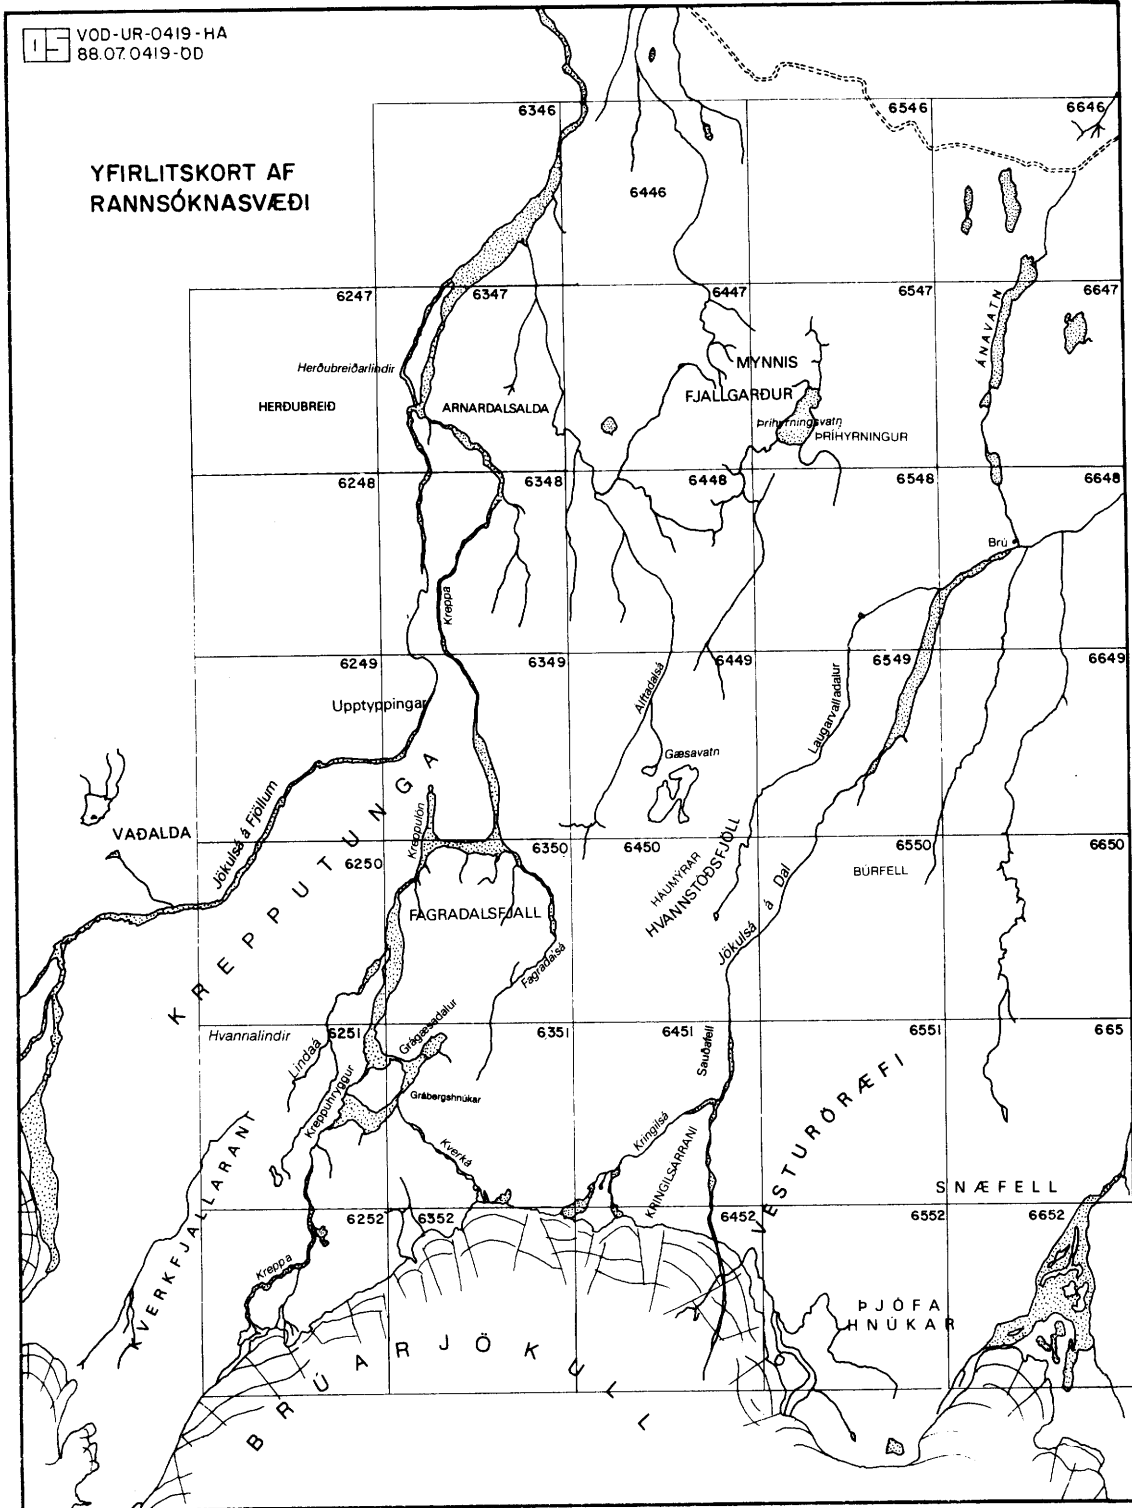 OS
VOD-UR-0419-HA
88.07.0419-OD
YFIRLITSKORT AF
RANNSÓKNASVÆÐI
6346
6546
6646
6446
6247
6347
6447
6547
6647
ÁNAVATN
Herðubreiðarlindir
MYNNIS
FJALLGARÐUR
HERÐUBREIÐ
ARNARDALSALDA
Þríhyrningsvatn
ÞRÍHYRNINGUR
6248
6348
6448
6548
6648
Brú
Kreppa
6249
6349
6449
6549
6649
Upptyppingar
Alftadalsá
Laugarvalladalur
Gæsavatn
VAÐALDA
Jökulsá á Fjöllum
KREPPUTUNGA
Kreppulón
6250
6350
6450
6550
6650
HÁUMÝRAR
HVANNSTÓÐSFJÖLL
BÚRFELL
FAGRADALSFJALL
Jökulsá á Dal
Fagradalsá
Hvannalindir
6251
6351
6451
6551
665
Lindaá
Grágæsadalur
Sauðafell
Kreppuhryggur
Grábergshnúkar
Kverká
Kringilsá
KRINGILSARRANI
VESTURÖRÆFI
KVERKFJALLARANI
SNÆFELL
6252
6352
6452
6552
6652
Kreppa
ÞJÓFA
HNÚKAR
BRÚARJÖKULL